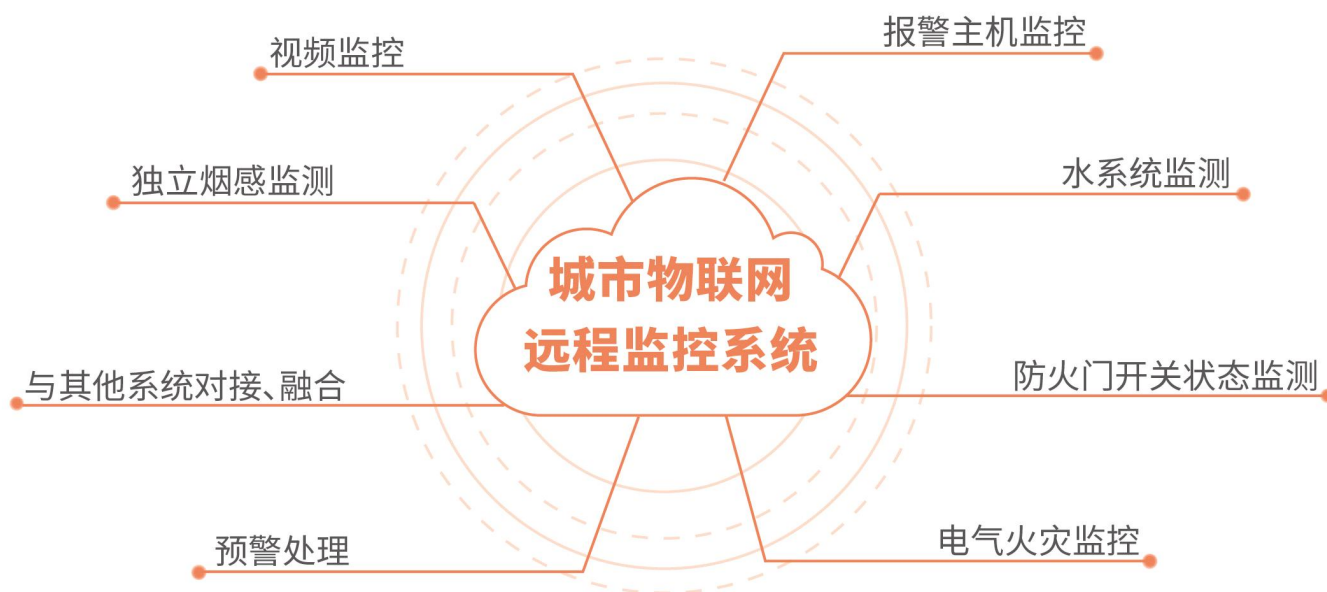 视频监控
报警主机监控
独立烟感监测
水系统监测
城市物联网
远程监控系统
与其他系统对接、融合
防火门开关状态监测
预警处理
电气火灾监控